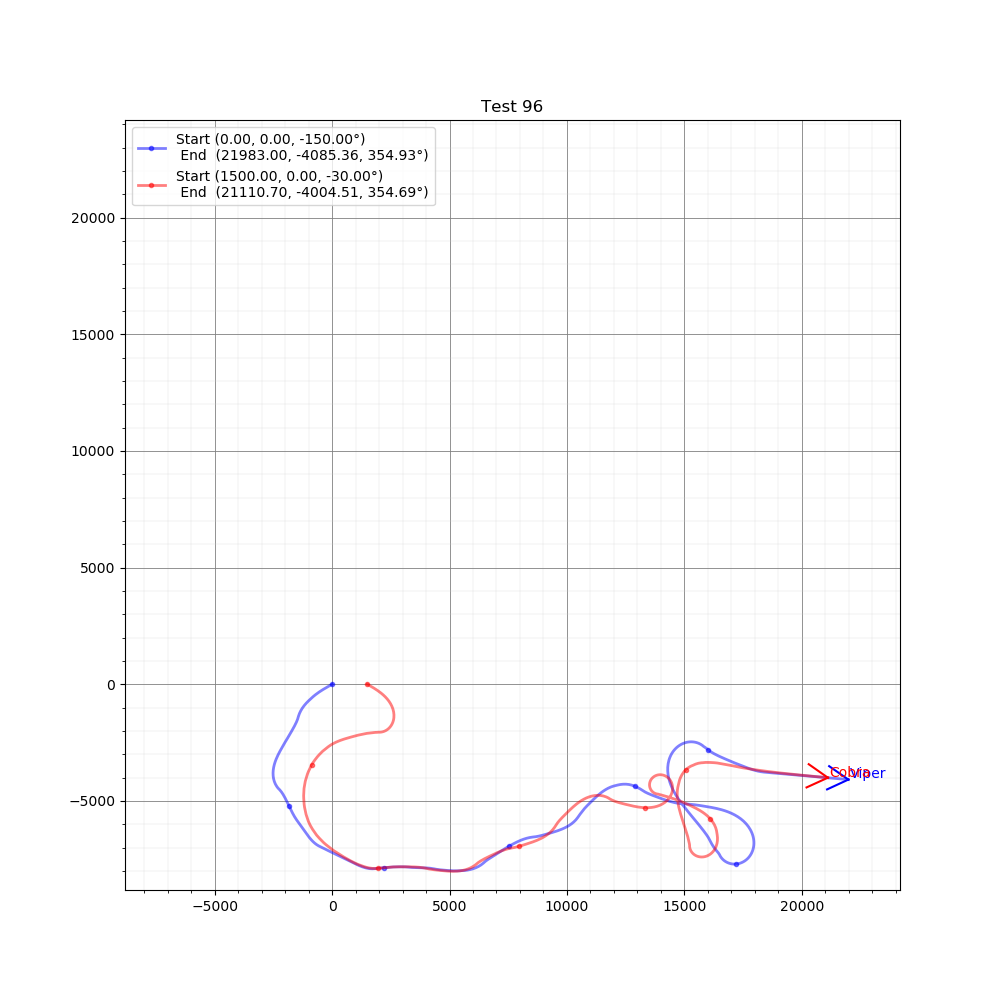 Test 96
Start (0.00, 0.00, -150.00°)
End (21983.00, -4085.36, 354.93°)
Start (1500.00, 0.00, -30.00°)
End (21110.70, -4004.51, 354.69°)
20000
15000
10000
5000
0
−5000
Cobra
Viper
−5000
0
5000
10000
15000
20000